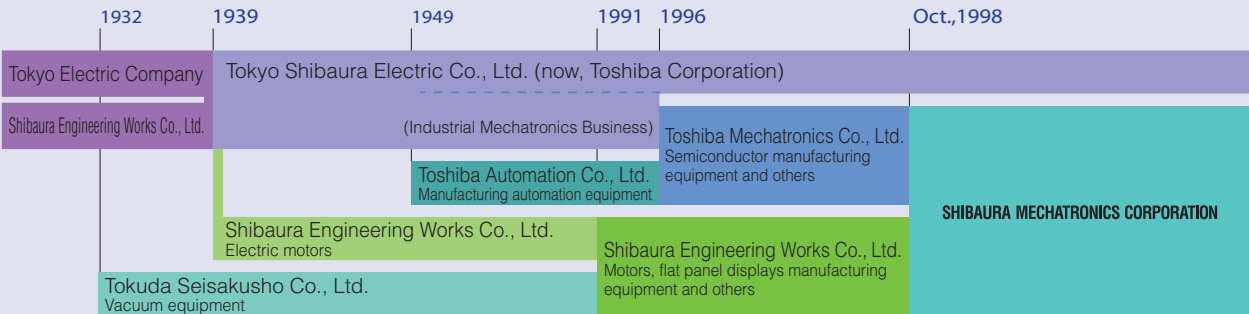 1932 1939 1949 1991 1996 Oct.,1998
Tokyo Electric Company
Tokyo Shibaura Electric Co., Ltd. (now, Toshiba Corporation)
Shibaura Engineering Works Co., Ltd.
(Industrial Mechatronics Business)
Toshiba Mechatronics Co., Ltd.
Semiconductor manufacturing
equipment and others
Toshiba Automation Co., Ltd.
Manufacturing automation equipment
SHIBAURA MECHATRONICS CORPORATION
Shibaura Engineering Works Co., Ltd.
Electric motors
Shibaura Engineering Works Co., Ltd.
Motors, flat panel displays manufacturing
equipment and others
Tokuda Seisakusho Co., Ltd.
Vacuum equipment